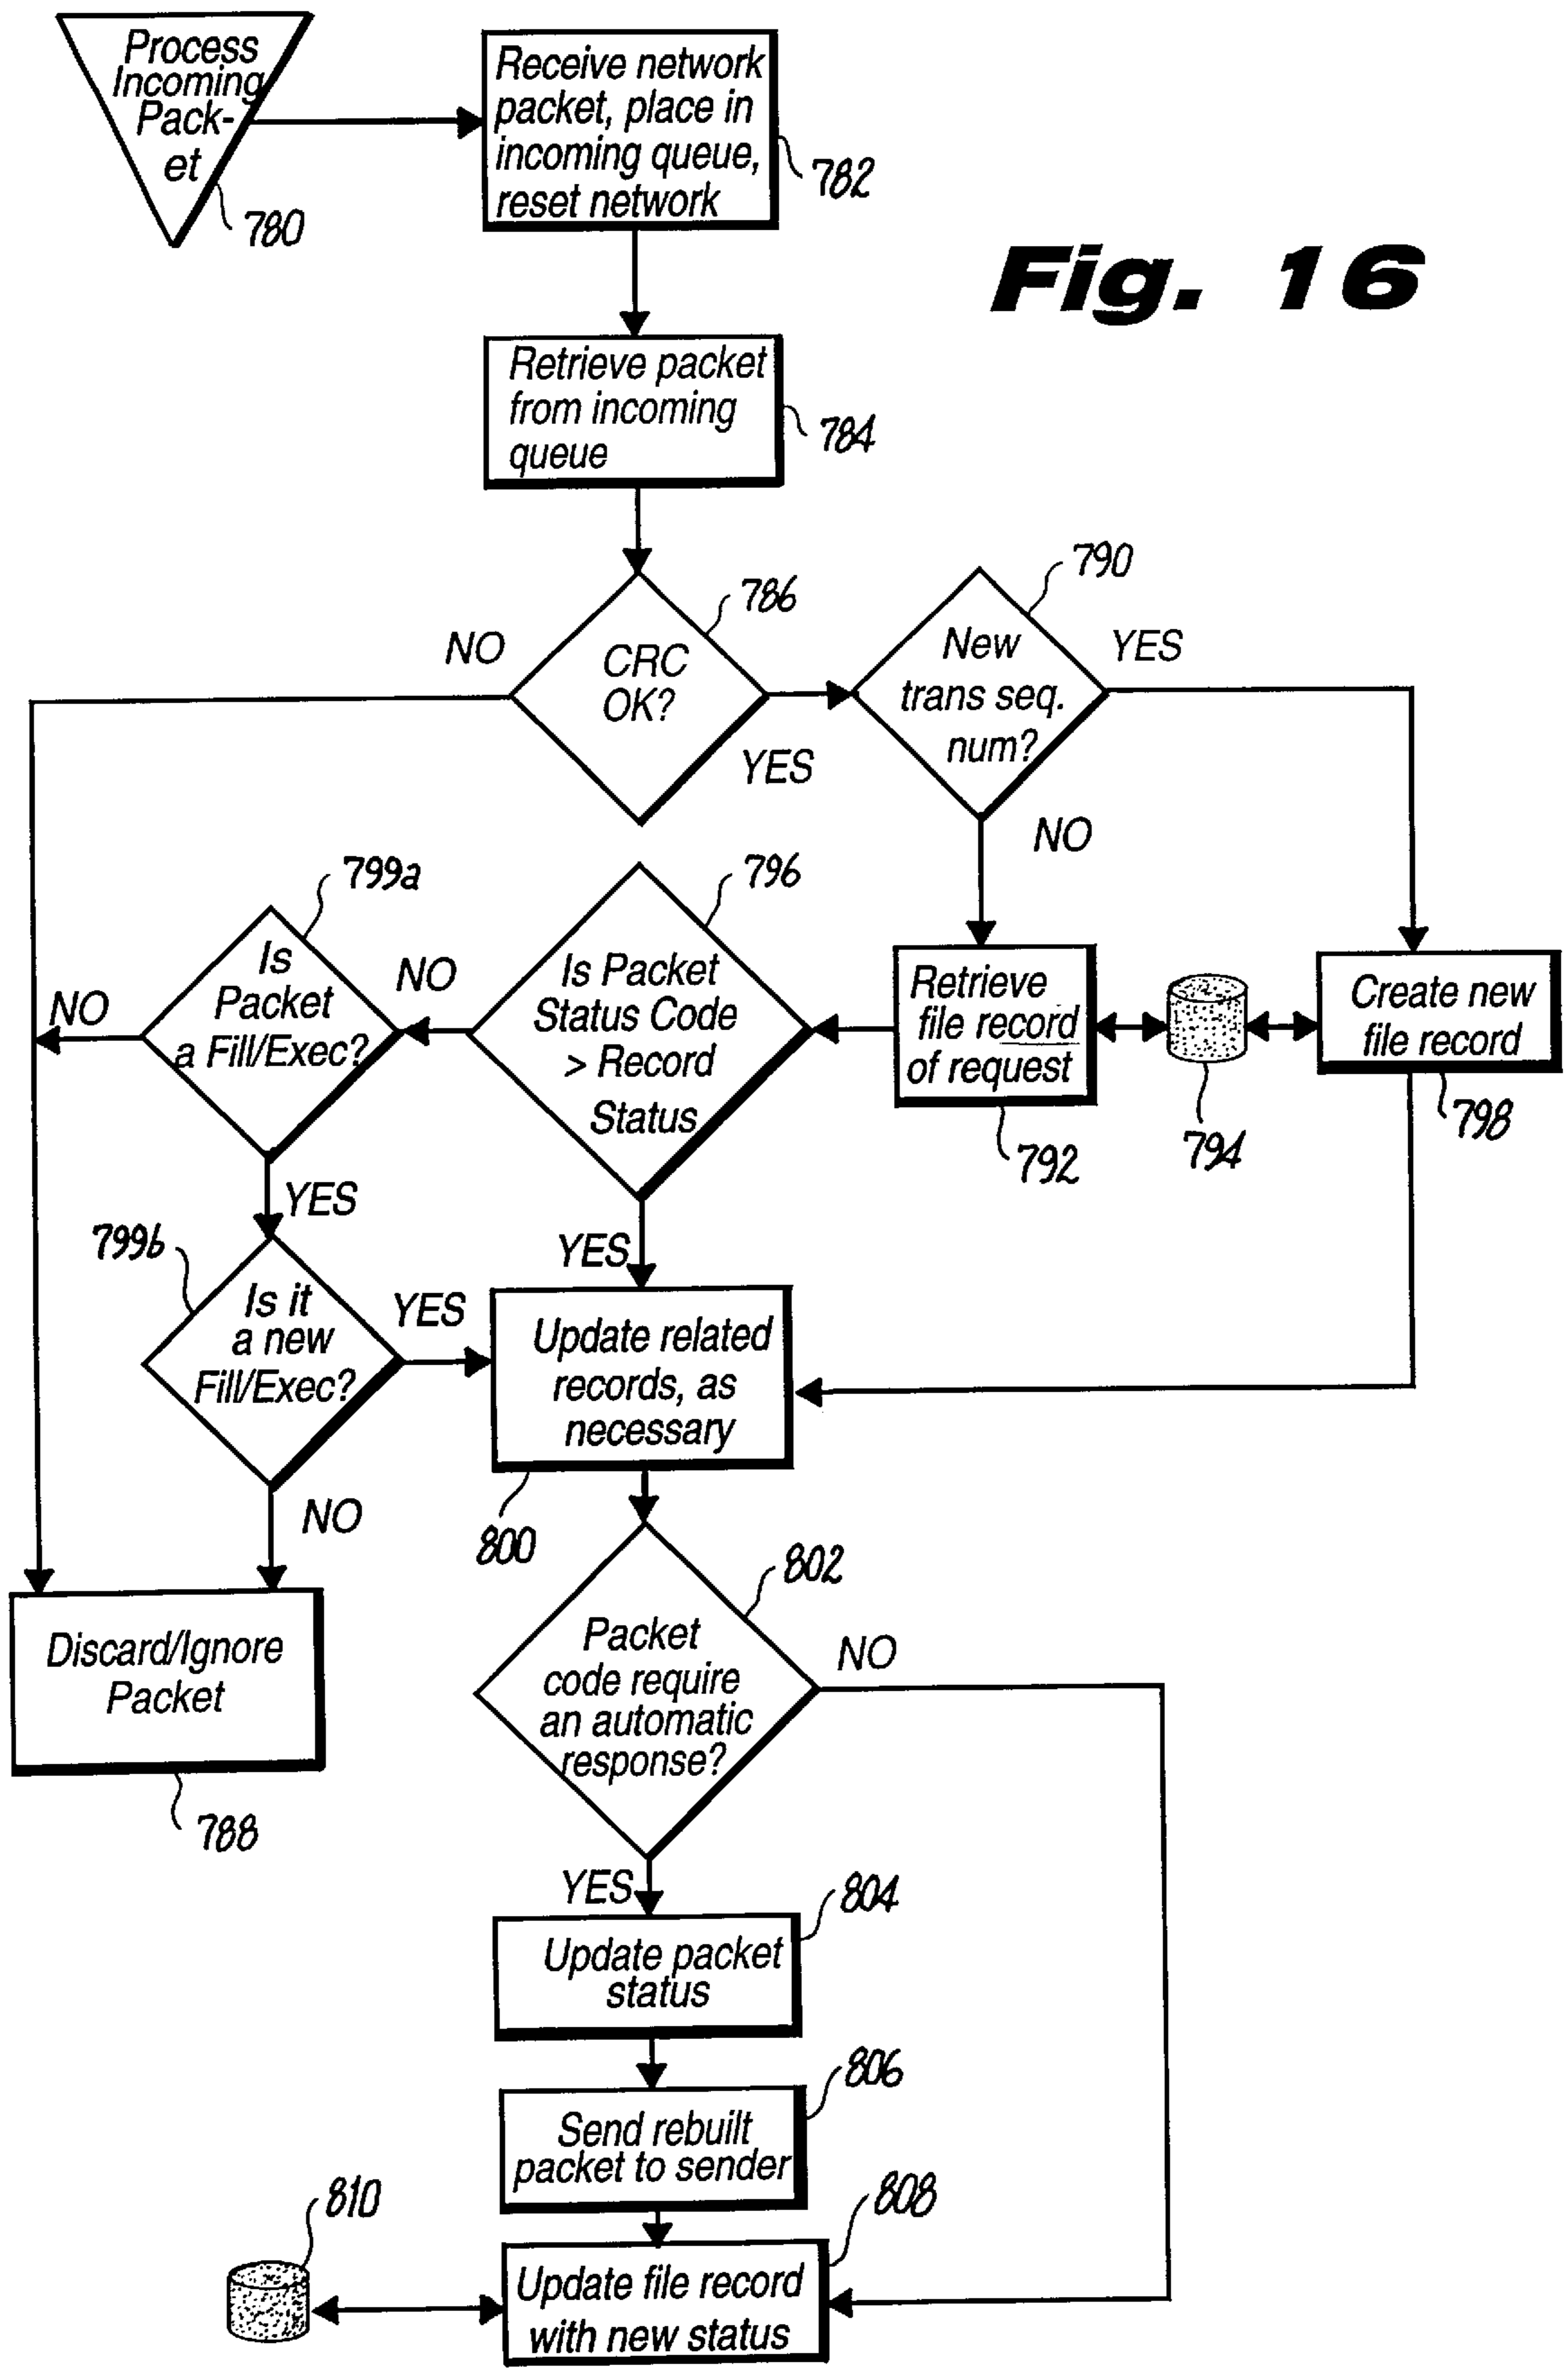 Process
Incoming
Pack-
et
780
Receive network
packet, place in
incoming queue,
reset network
782
Fig. 16
Retrieve packet
from incoming
queue
784
CRC
OK?
786
NO
YES
New
trans seq.
num?
790
YES
NO
Is
Packet
a Fill/Exec?
799a
NO
NO
Is Packet
Status Code
> Record
Status
796
Retrieve
file record
of request
792
794
Create new
file record
798
YES
YES
Is it
a new
Fill/Exec?
799b
YES
NO
Update related
records, as
necessary
800
Discard/Ignore
Packet
788
Packet
code require
an automatic
response?
802
NO
YES
Update packet
status
804
Send rebuilt
packet to sender
806
810
Update file record
with new status
808